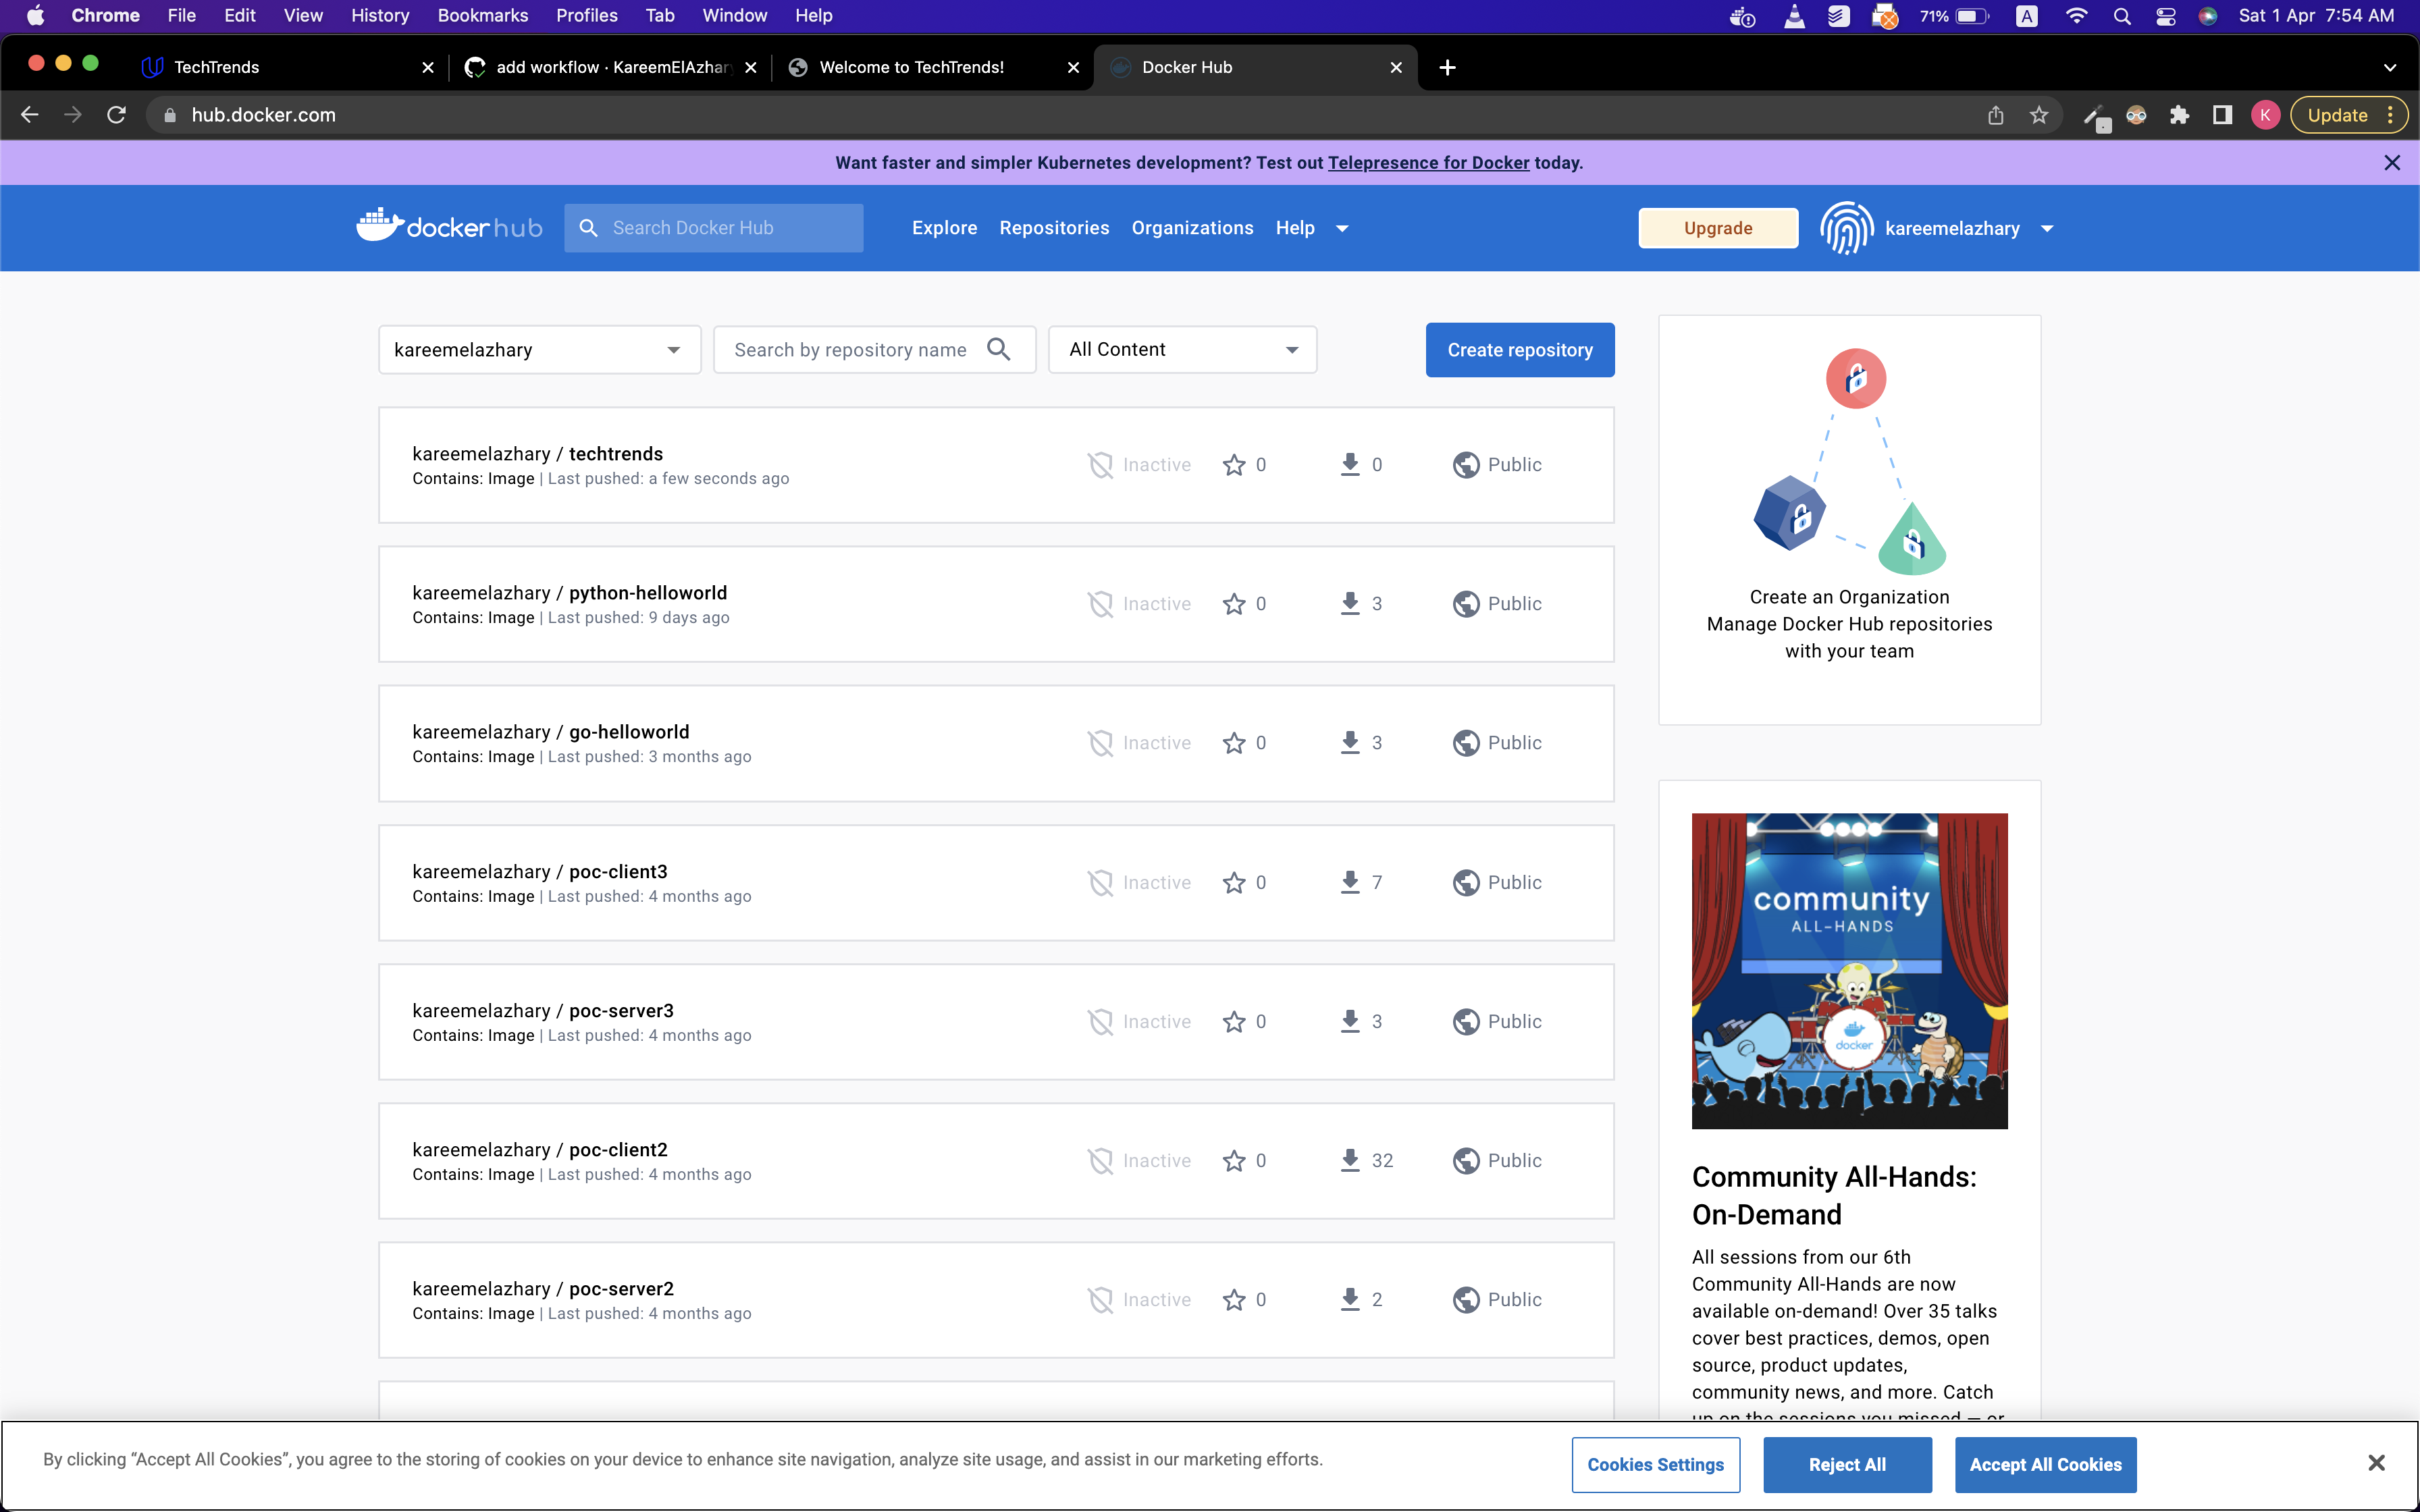 Chrome File Edit View History Bookmarks Profiles Tab Window Help 71% A Sat 1 Apr 7:54 AM
TechTrends
add workflow · KareemElAzhar
Welcome to TechTrends!
Docker Hub
hub.docker.com
K
Update
Want faster and simpler Kubernetes development? Test out Telepresence for Docker today.
docker hub
Search Docker Hub
Explore Repositories Organizations Help
Upgrade
kareemelazhary
kareemelazhary
Search by repository name
All Content
Create repository
kareemelazhary / techtrends
Contains: Image | Last pushed: a few seconds ago
Inactive 0 0 Public
kareemelazhary / python-helloworld
Contains: Image | Last pushed: 9 days ago
Inactive 0 3 Public
kareemelazhary / go-helloworld
Contains: Image | Last pushed: 3 months ago
Inactive 0 3 Public
kareemelazhary / poc-client3
Contains: Image | Last pushed: 4 months ago
Inactive 0 7 Public
kareemelazhary / poc-server3
Contains: Image | Last pushed: 4 months ago
Inactive 0 3 Public
kareemelazhary / poc-client2
Contains: Image | Last pushed: 4 months ago
Inactive 0 32 Public
kareemelazhary / poc-server2
Contains: Image | Last pushed: 4 months ago
Inactive 0 2 Public
Create an Organization
Manage Docker Hub repositories
with your team
community
ALL-HANDS
docker
Community All-Hands:
On-Demand
All sessions from our 6th
Community All-Hands are now
available on-demand! Over 35 talks
cover best practices, demos, open
source, product updates,
community news, and more. Catch
up on the sessions you missed — or
By clicking “Accept All Cookies”, you agree to the storing of cookies on your device to enhance site navigation, analyze site usage, and assist in our marketing efforts.
Cookies Settings
Reject All
Accept All Cookies